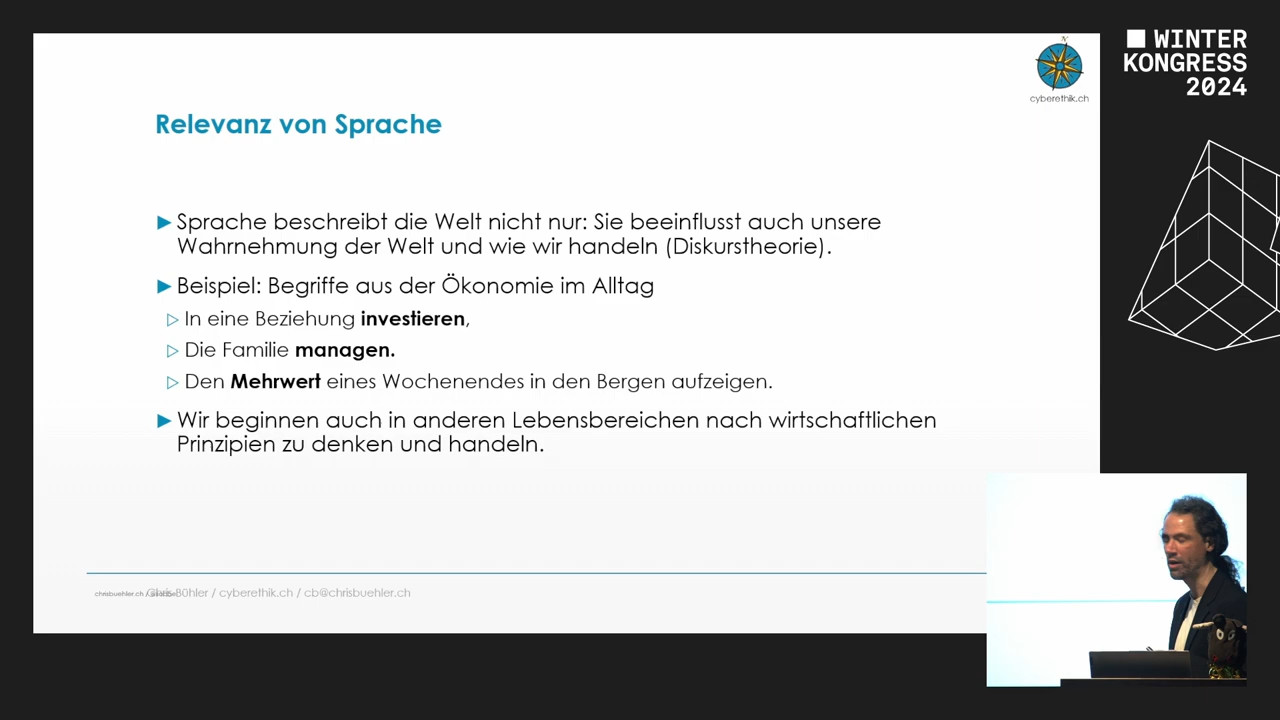 WINTER
KONGRESS
2024
N
cyberethik.ch
Relevanz von Sprache
Sprache beschreibt die Welt nicht nur: Sie beeinflusst auch unsere
Wahrnehmung der Welt und wie wir handeln (Diskurstheorie).
Beispiel: Begriffe aus der Ökonomie im Alltag
In eine Beziehung investieren,
Die Familie managen.
Den Mehrwert eines Wochenendes in den Bergen aufzeigen.
Wir beginnen auch in anderen Lebensbereichen nach wirtschaftlichen
Prinzipien zu denken und handeln.
chrisbuehler.ch / Bühler / cyberethik.ch / cb@chrisbuehler.ch